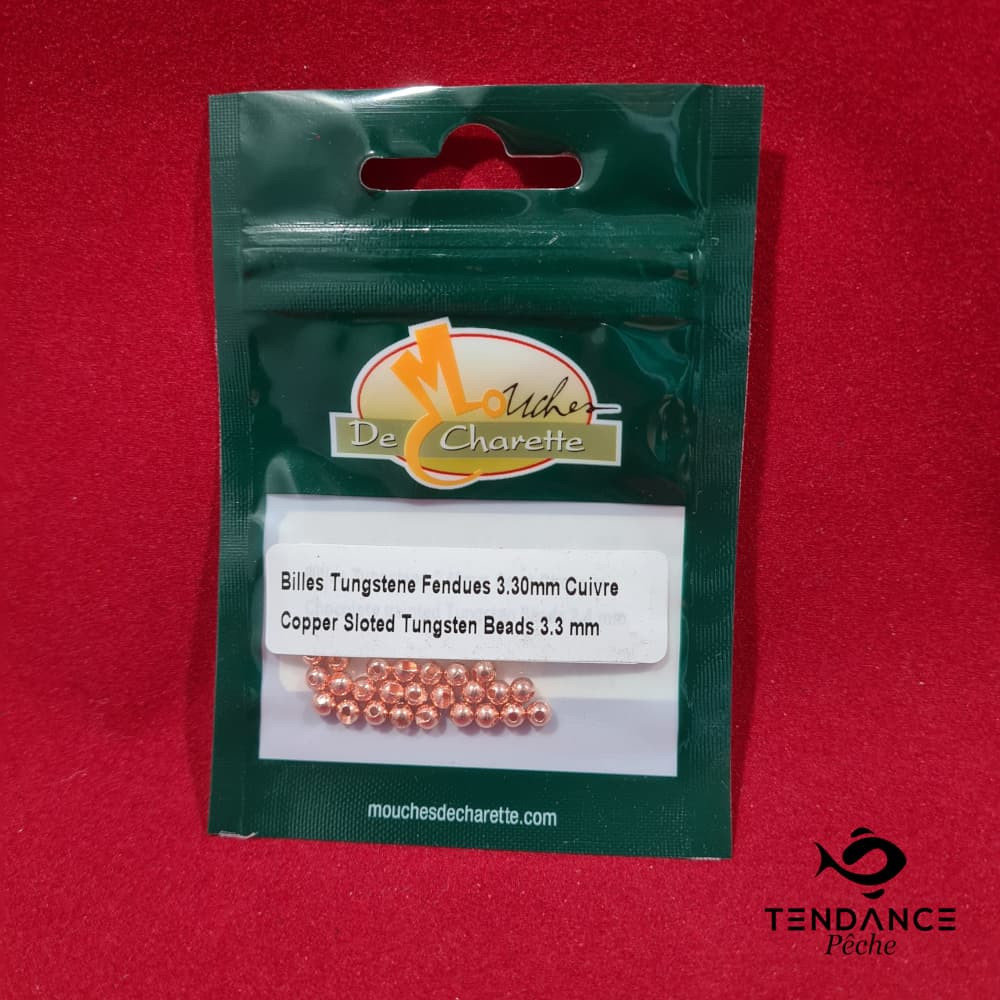 Mouches
De Charette
Billes Tungstene Fendues 3.30mm Cuivre
Copper Sloted Tungsten Beads 3.3 mm
mouchesdecharette.com
TENDANCE
Pêche